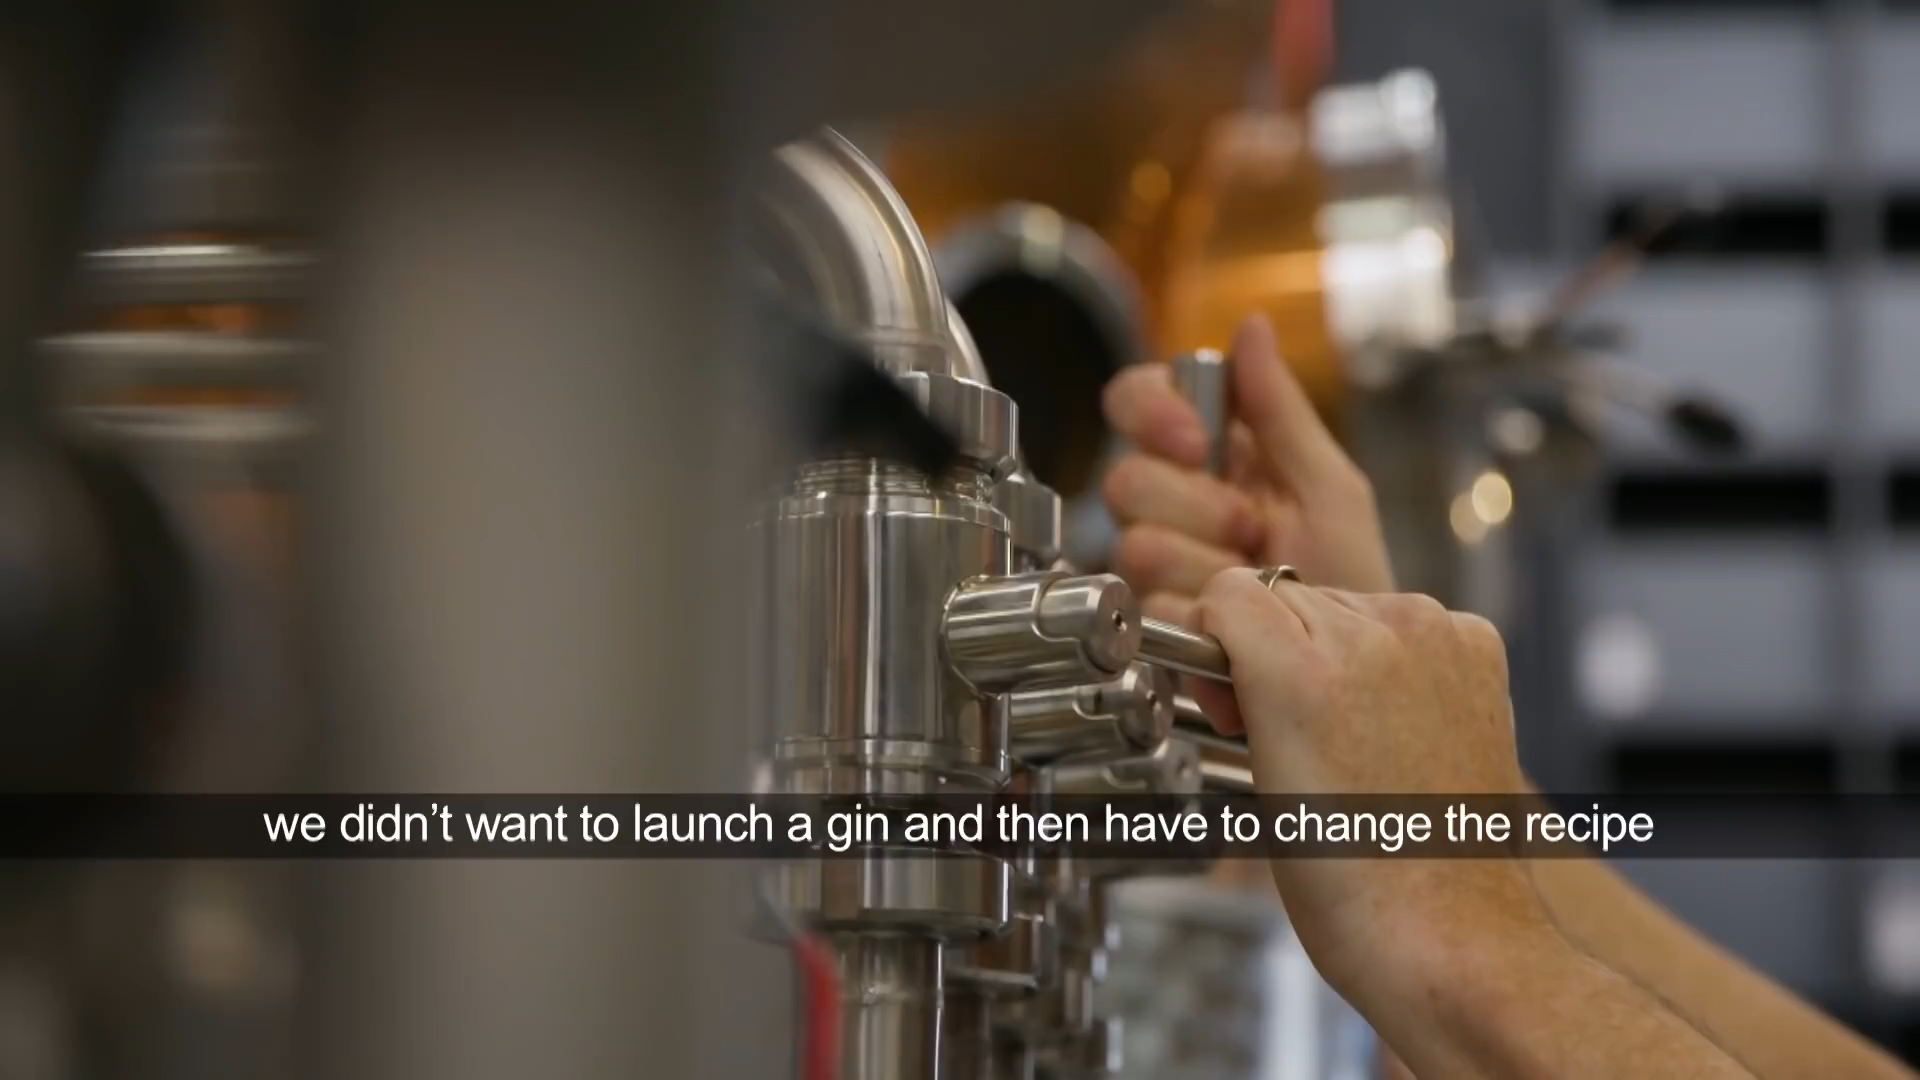 we didn’t want to launch a gin and then have to change the recipe